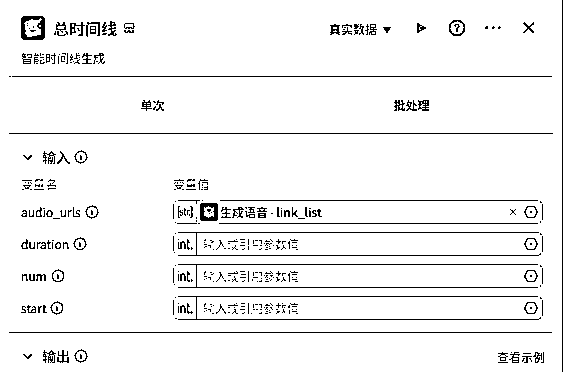 总时间线
真实数据
智能时间线生成
单次 批处理
输入
变量名 变量值
audio_urls [str] 生成语音 - link_list
duration int. 输入或引用参数值
num int. 输入或引用参数值
start int. 输入或引用参数值
输出 查看示例